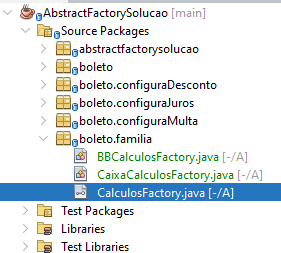 AbstractFactorySolucao [main]
Source Packages
abstractfactorysolucao
boleto
boleto.configuraDesconto
boleto.configuraJuros
boleto.configuraMulta
boleto.familia
BBCalculosFactory.java [-/A]
CaixaCalculosFactory.java [-/A]
CalculosFactory.java [-/A]
Test Packages
Libraries
Test Libraries